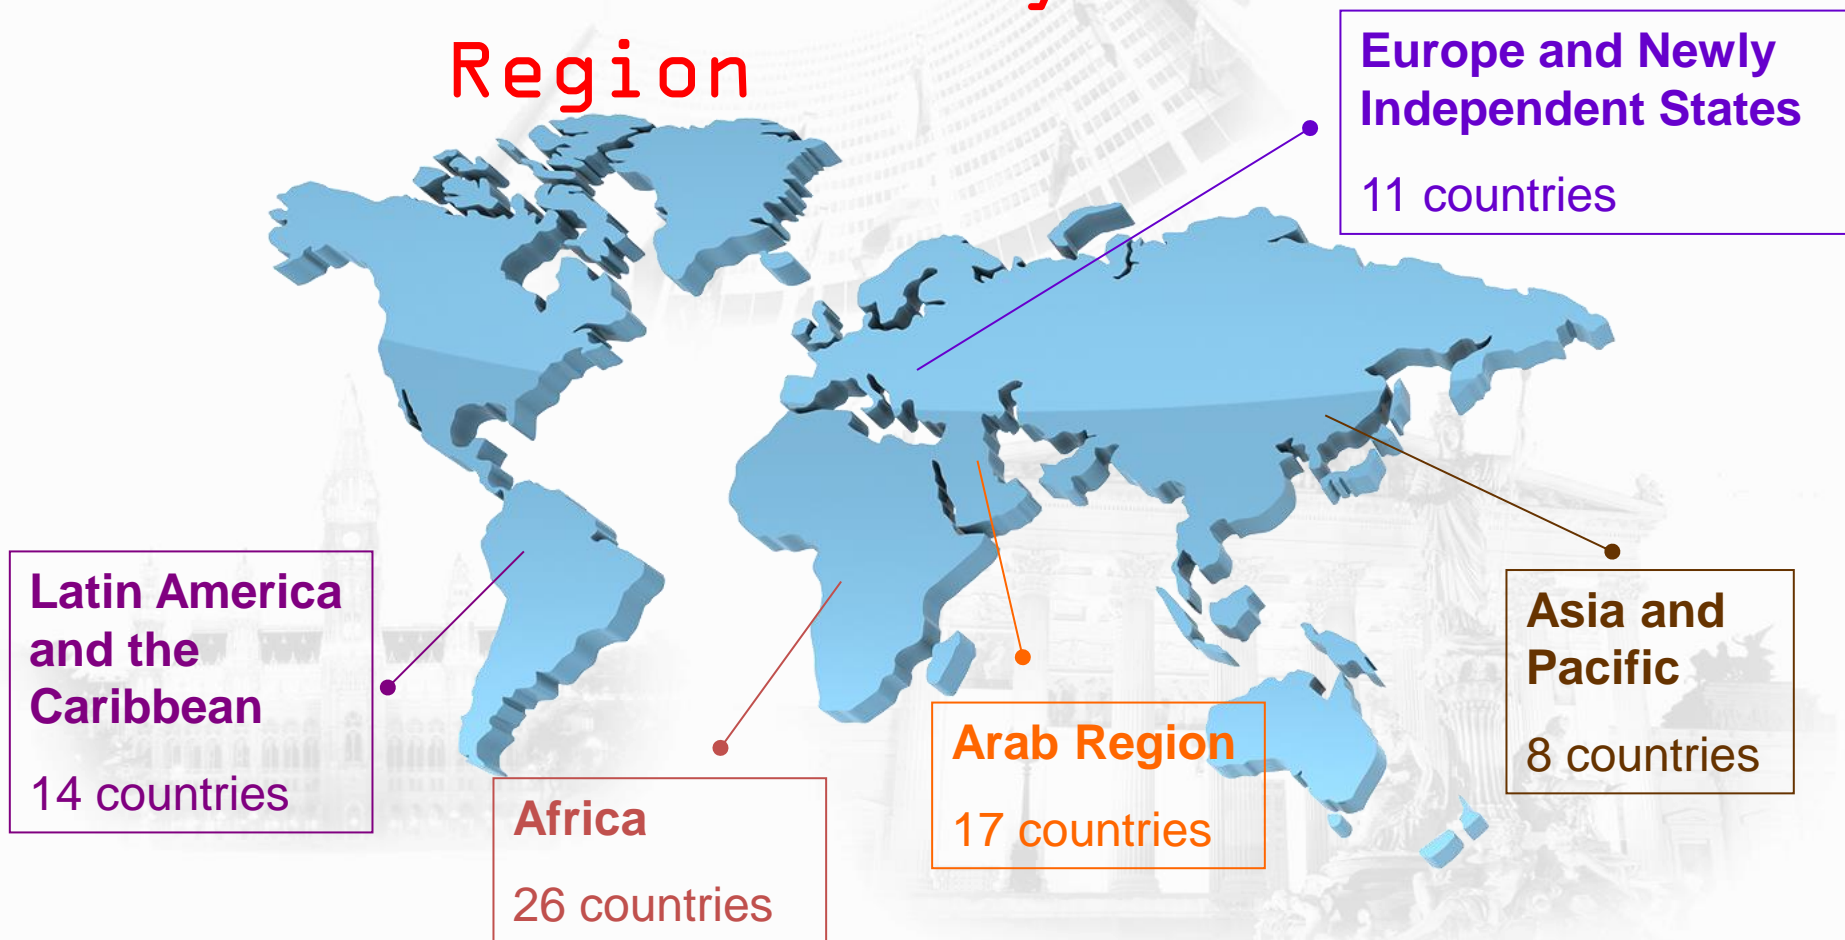 Region
Europe and Newly
Independent States
11 countries
Latin America
and the
Caribbean
14 countries
Africa
26 countries
Arab Region
17 countries
Asia and
Pacific
8 countries